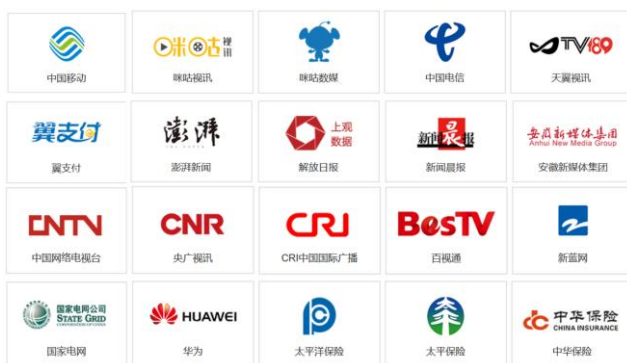 咪咕视讯
TV189
中国移动
咪咕视讯
咪咕数媒
中国电信
天翼视讯
翼支付
澎湃
上观
数据
新闻晨报
安徽新媒体集团
Anhui New Media Group
翼支付
澎湃新闻
解放日报
新闻晨报
安徽新媒体集团
CNTV
CNR
CRI
BesTV
中国网络电视台
央广视讯
CRI中国国际广播
百视通
新蓝网
国家电网公司
STATE GRID
HUAWEI
中华保险
CHINA INSURANCE
国家电网
华为
太平洋保险
太平保险
中华保险